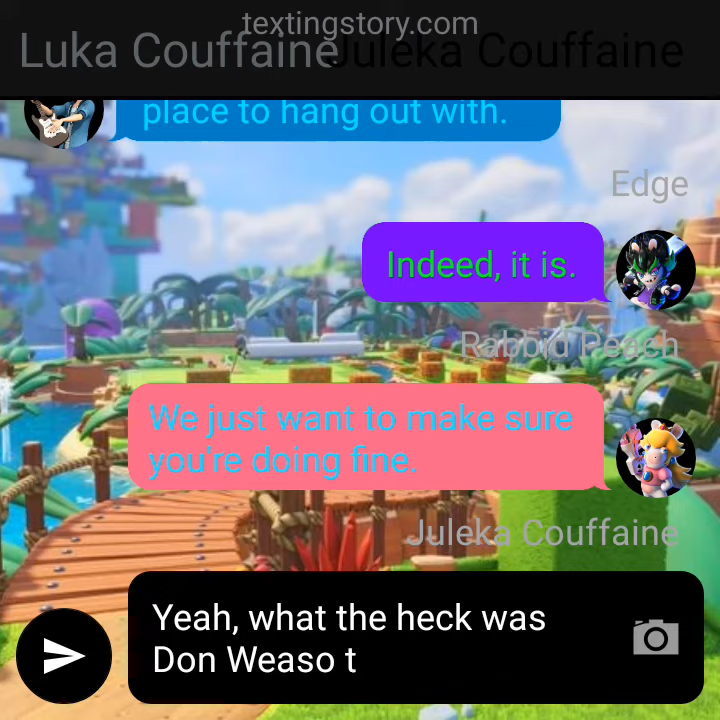 textingstory.com
Luka Couffaine Juleka Couffaine
place to hang out with.
Edge
Indeed, it is.
Rabbid Peach
We just want to make sure
you're doing fine.
Juleka Couffaine
Yeah, what the heck was
Don Weaso t